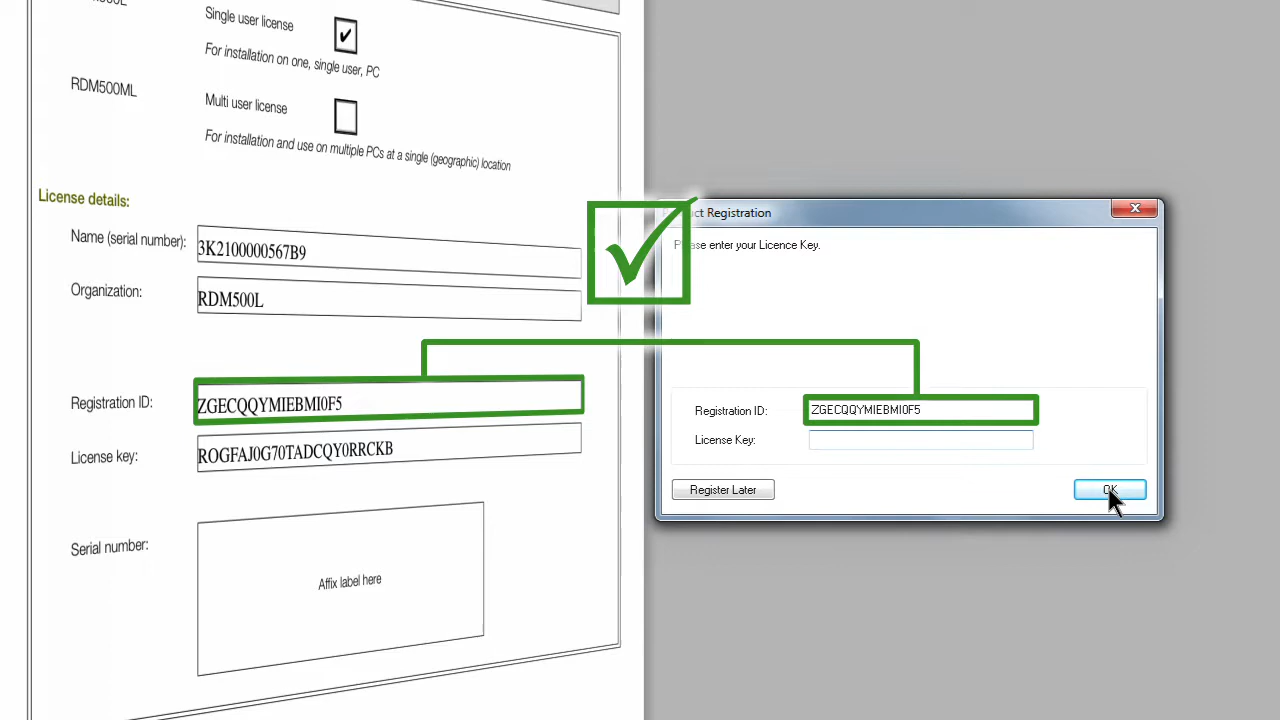 Single user license ✔
For installation on one, single user, PC
RDM500ML
Multi user license
For installation and use on multiple PCs at a single (geographic) location
License details:
Name (serial number): 3K2100000567B9
Organization: RDM500L
Registration ID: ZGECQQYMIEBMI0F5
License key: ROGFAJ0G70TADCQY0RRCKB
Serial number:
Affix label here
Registration
enter your Licence Key.
Registration ID: ZGECQQYMIEBMI0F5
License Key:
Register Later
OK